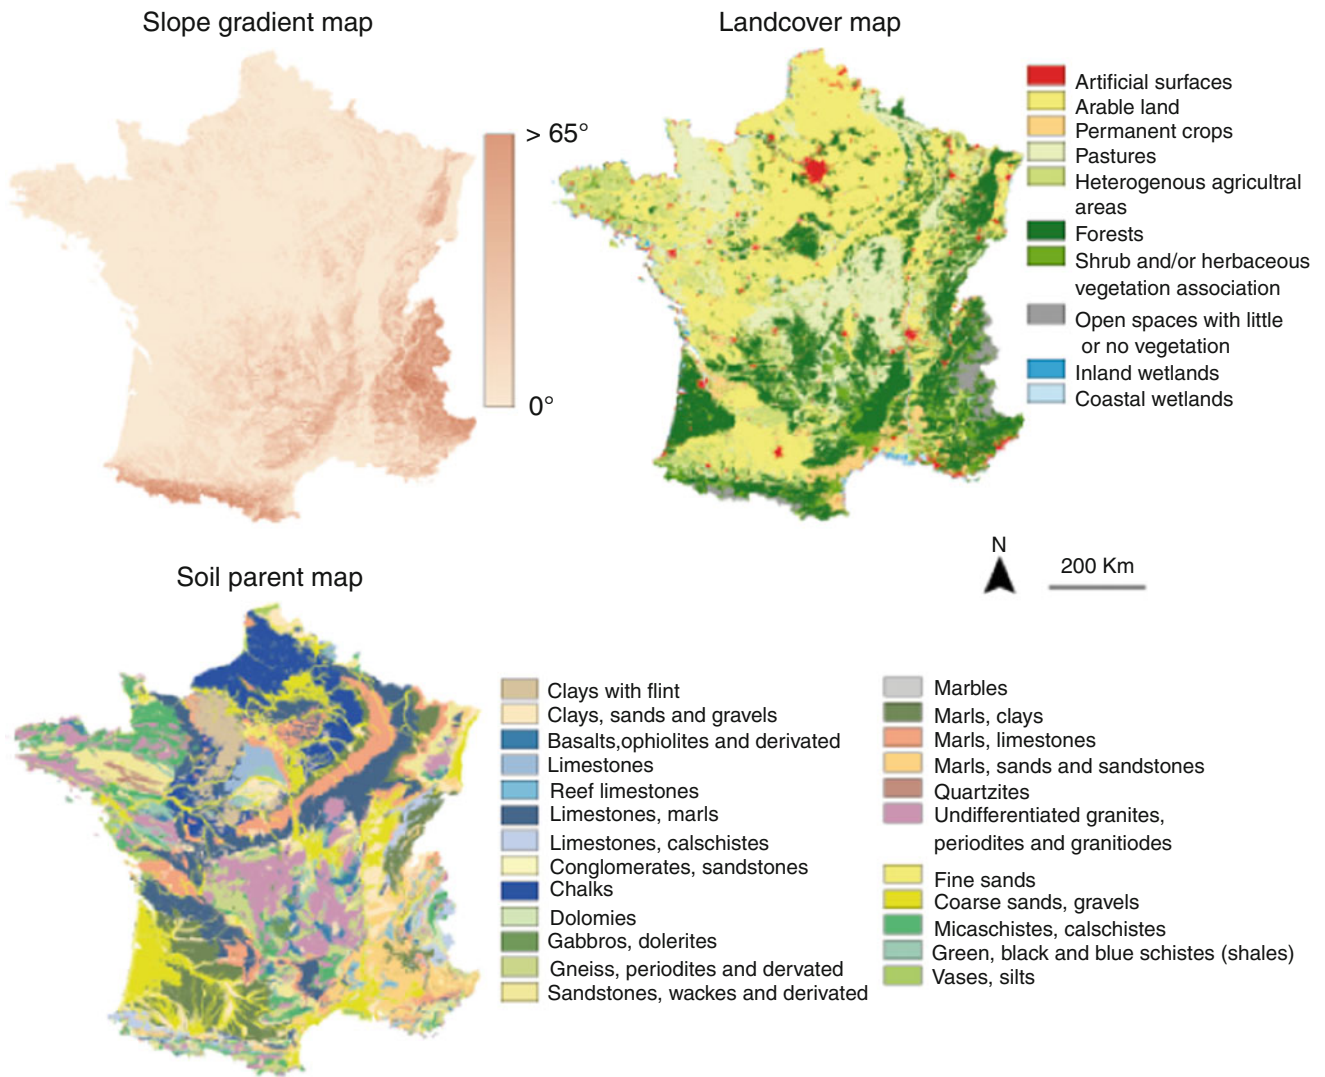 Slope gradient map
> 65°
0°
Landcover map
Artificial surfaces
Arable land
Permanent crops
Pastures
Heterogenous agricultral
areas
Forests
Shrub and/or herbaceous
vegetation association
Open spaces with little
or no vegetation
Inland wetlands
Coastal wetlands
N
200 Km
Soil parent map
Clays with flint
Clays, sands and gravels
Basalts,ophiolites and derivated
Limestones
Reef limestones
Limestones, marls
Limestones, calschistes
Conglomerates, sandstones
Chalks
Dolomies
Gabbros, dolerites
Gneiss, periodites and dervated
Sandstones, wackes and derivated
Marbles
Marls, clays
Marls, limestones
Marls, sands and sandstones
Quartzites
Undifferentiated granites,
periodites and granitiodes
Fine sands
Coarse sands, gravels
Micaschistes, calschistes
Green, black and blue schistes (shales)
Vases, silts